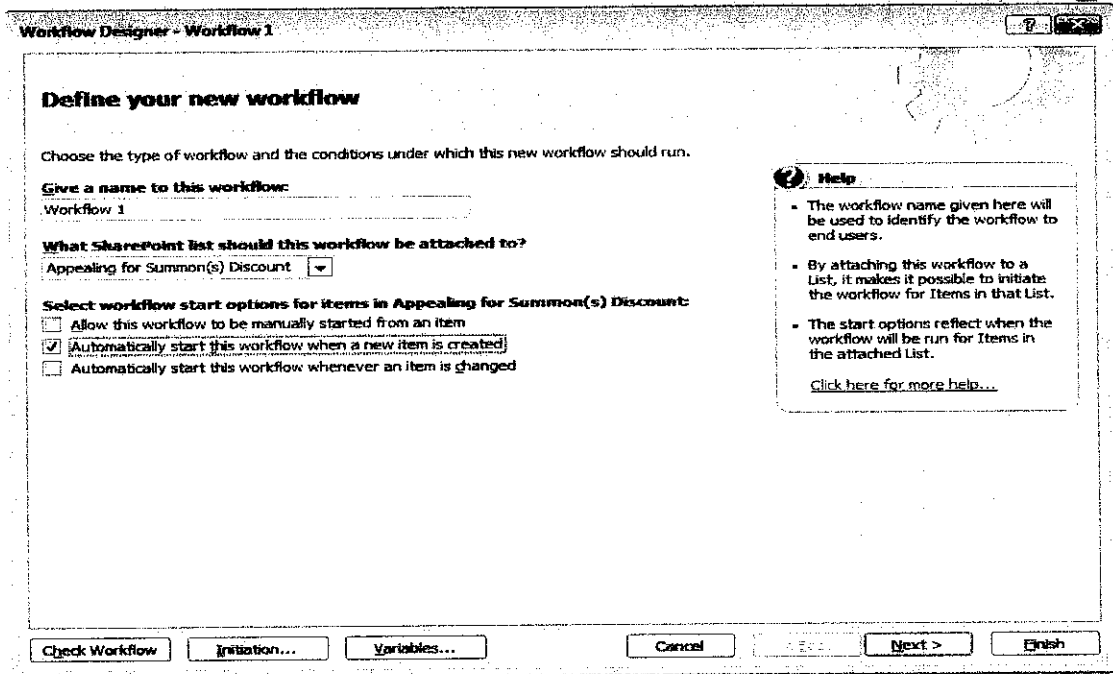 Workflow Designer - Workflow 1
?
Define your new workflow
Choose the type of workflow and the conditions under which this new workflow should run.
Give a name to this workflow:
Workflow 1
What SharePoint list should this workflow be attached to?
Appealing for Summon(s) Discount
Select workflow start options for items in Appealing for Summon(s) Discount:
Allow this workflow to be manually started from an item
Automatically start this workflow when a new item is created
Automatically start this workflow whenever an item is changed
? Help
The workflow name given here will
be used to identify the workflow to
end users.
By attaching this workflow to a
List, it makes it possible to initiate
the workflow for Items in that List.
The start options reflect when the
workflow will be run for Items in
the attached List.
Click here for more help...
Check Workflow
Initiation...
Variables...
Cancel
Next >
Finish